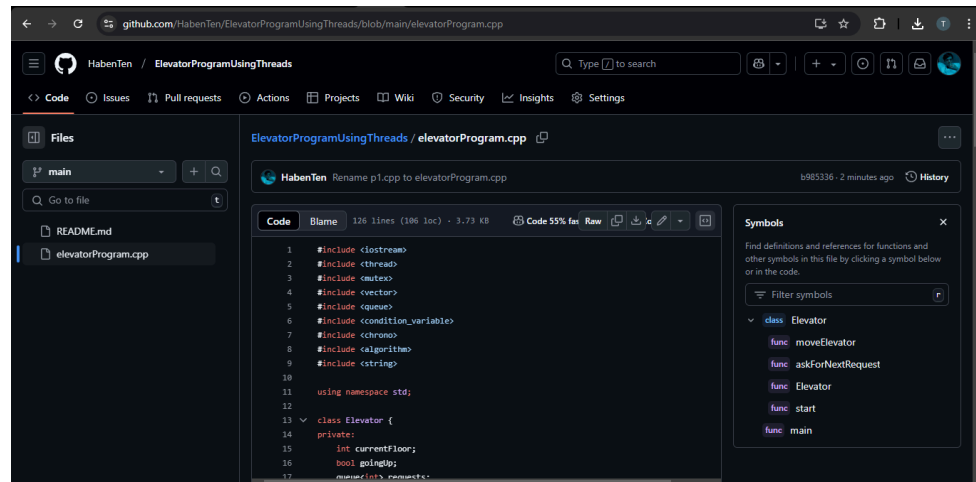 github.com/HabenTen/ElevatorProgramUsingThreads/blob/main/elevatorProgram.cpp
T
HabenTen / ElevatorProgramUsingThreads
Type / to search
Code Issues Pull requests Actions Projects Wiki Security Insights Settings
Files
main
Go to file t
README.md
elevatorProgram.cpp
ElevatorProgramUsingThreads / elevatorProgram.cpp
HabenTen Rename p1.cpp to elevatorProgram.cpp b985336 · 2 minutes ago History
Code Blame 126 lines (106 loc) · 3.73 KB Code 55% fas Raw
1 #include <iostream>
2 #include <thread>
3 #include <mutex>
4 #include <vector>
5 #include <queue>
6 #include <condition_variable>
7 #include <chrono>
8 #include <algorithm>
9 #include <string>
10
11 using namespace std;
12
13 class Elevator {
14 private:
15 int currentFloor;
16 bool goingUp;
17 queue<int> requests;
Symbols
Find definitions and references for functions and
other symbols in this file by clicking a symbol below
or in the code.
Filter symbols r
class Elevator
func moveElevator
func askForNextRequest
func Elevator
func start
func main